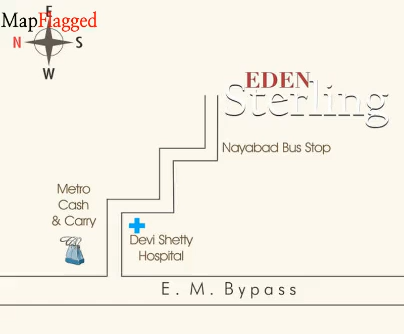 MapFlagged
E
N
S
W
EDEN
Sterling
Nayabad Bus Stop
Metro
Cash
& Carry
Devi Shetty
Hospital
E. M. Bypass